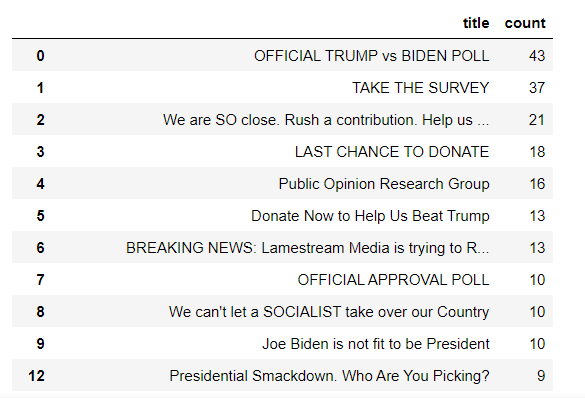 title count
0 OFFICIAL TRUMP vs BIDEN POLL 43
1 TAKE THE SURVEY 37
2 We are SO close. Rush a contribution. Help us ... 21
3 LAST CHANCE TO DONATE 18
4 Public Opinion Research Group 16
5 Donate Now to Help Us Beat Trump 13
6 BREAKING NEWS: Lamestream Media is trying to R... 13
7 OFFICIAL APPROVAL POLL 10
8 We can't let a SOCIALIST take over our Country 10
9 Joe Biden is not fit to be President 10
12 Presidential Smackdown. Who Are You Picking? 9